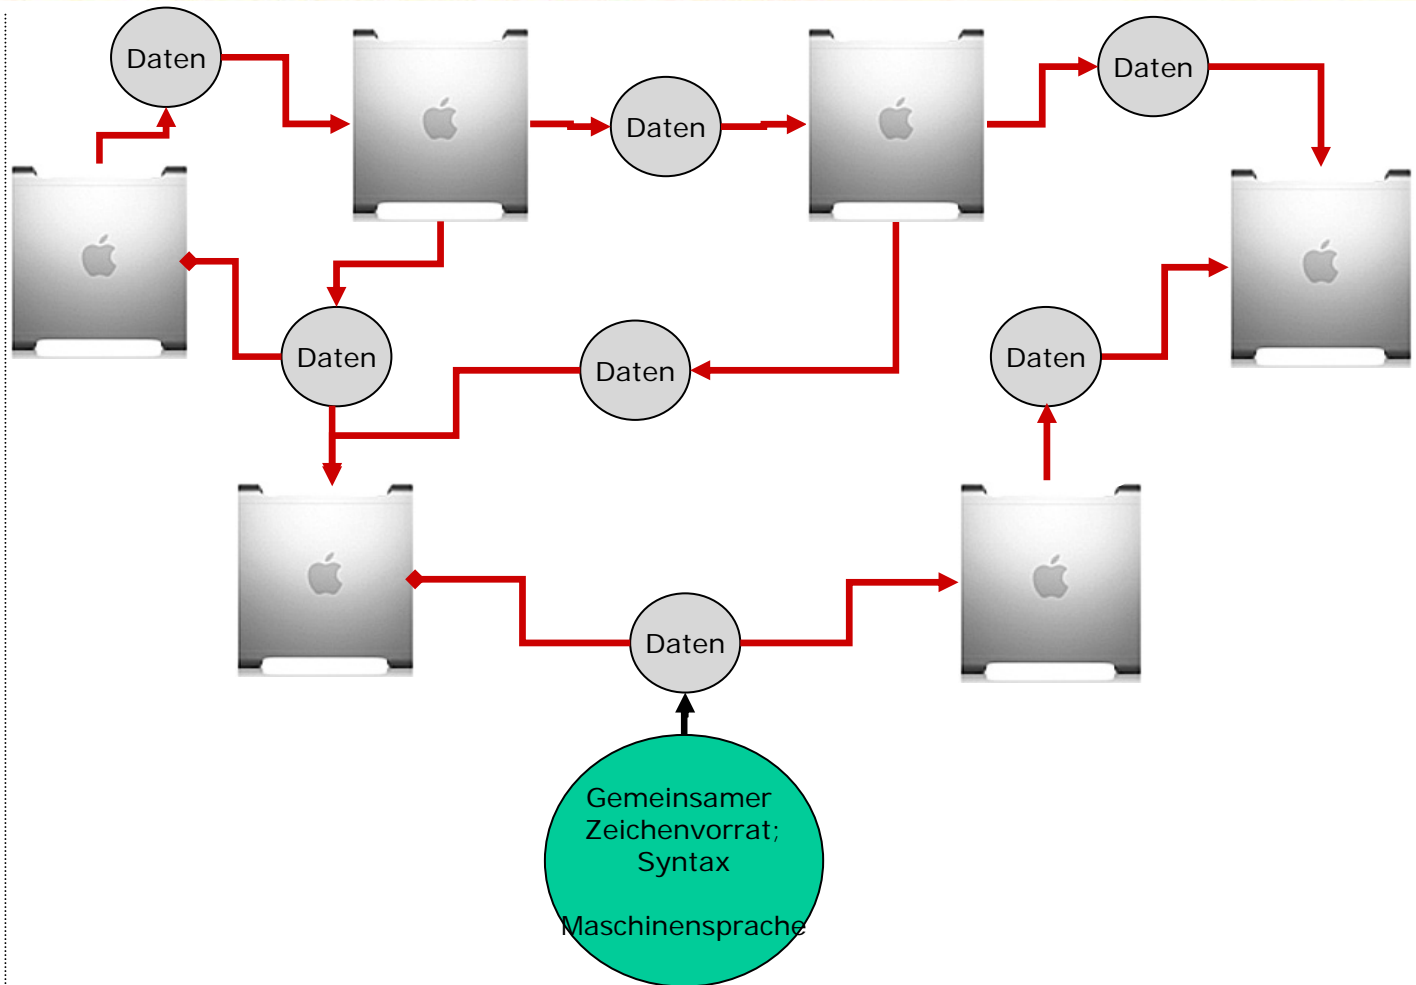 Daten
Daten
Daten
Daten
Daten
Daten
Daten
Gemeinsamer
Zeichenvorrat;
Syntax
Maschinensprache